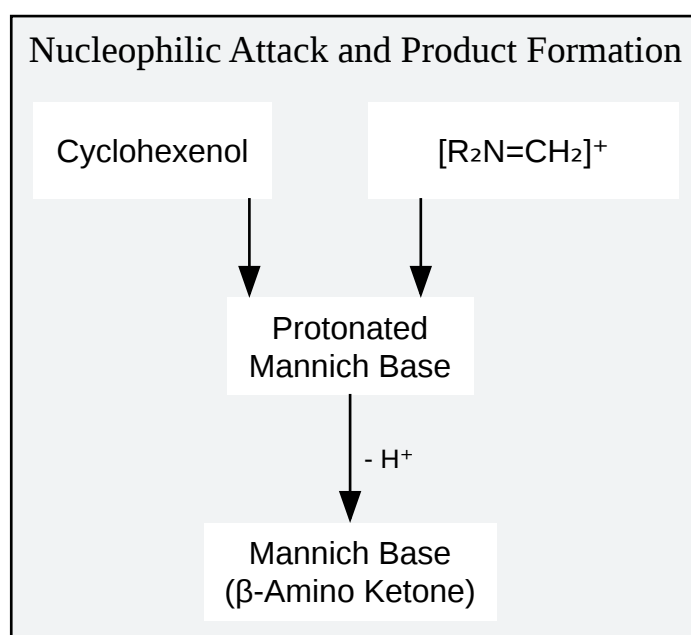 Nucleophilic Attack and Product Formation
Cyclohexenol
[R₂N=CH₂]⁺
Protonated
Mannich Base
- H⁺
Mannich Base
(β-Amino Ketone)